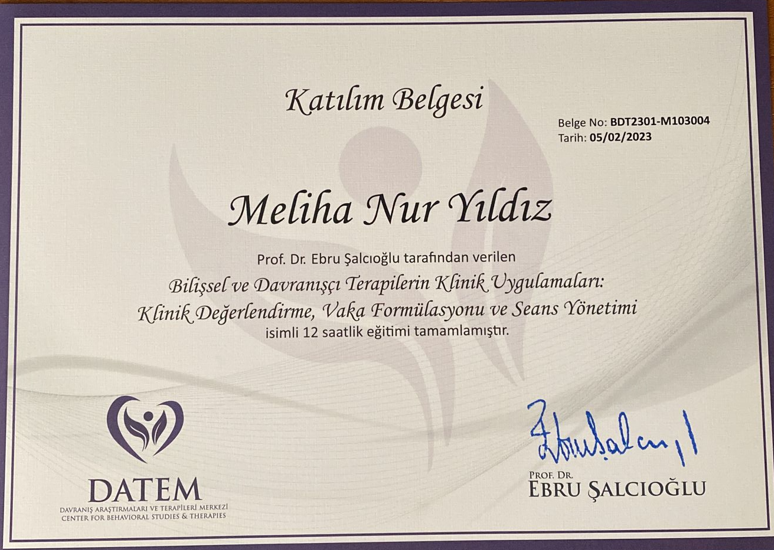 Katılım Belgesi
Belge No: BDT2301-M103004
Tarih: 05/02/2023
Meliha Nur Yıldız
Prof. Dr. Ebru Şalcıoğlu tarafından verilen
Bilişsel ve Davranışçı Terapilerin Klinik Uygulamaları:
Klinik Değerlendirme, Vaka Formülasyonu ve Seans Yönetimi
isimli 12 saatlik eğitimi tamamlamıştır.
DATEM
DAVRANIŞ ARAŞTIRMALARI VE TERAPİLERİ MERKEZİ
CENTER FOR BEHAVIORAL STUDIES & THERAPIES
PROF. DR.
EBRU ŞALCIOĞLU